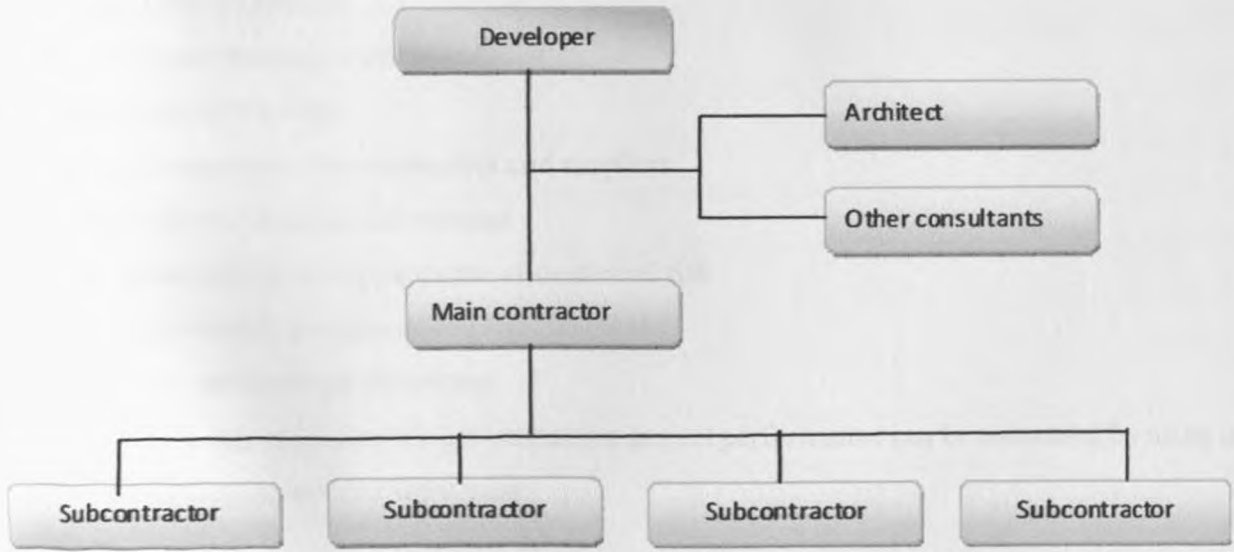 Developer
Architect
Other consultants
Main contractor
Subcontractor
Subcontractor
Subcontractor
Subcontractor